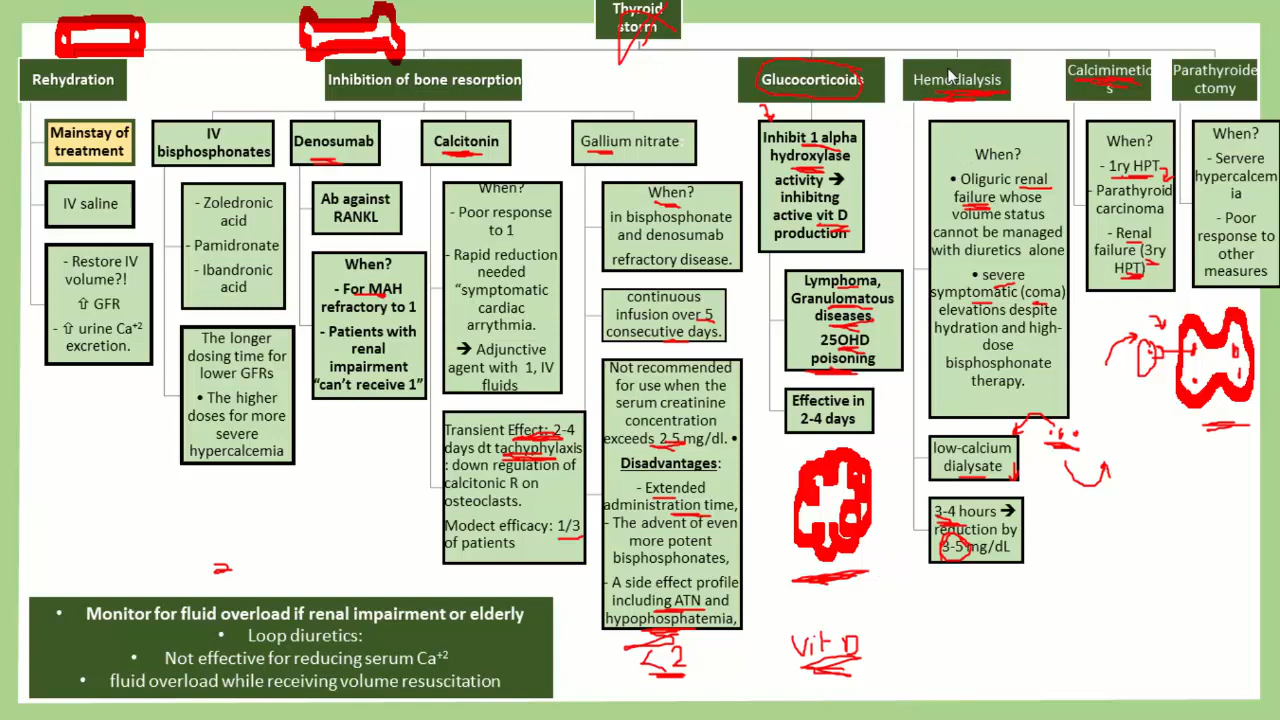 Thyroid
storm
Rehydration
Mainstay of
treatment
IV saline
- Restore IV
volume?!
⇧ GFR
- ⇧ urine Ca+2
excretion.
Inhibition of bone resorption
IV
bisphosphonates
- Zoledronic
acid
- Pamidronate
- Ibandronic
acid
The longer
dosing time for
lower GFRs
• The higher
doses for more
severe
hypercalcemia
Denosumab
Ab against
RANKL
When?
- For MAH
refractory to 1
- Patients with
renal
impairment
“can’t receive 1”
Calcitonin
When?
- Poor response
to 1
- Rapid reduction
needed
“symptomatic
cardiac
arrythmia.
➔ Adjunctive
agent with 1, IV
fluids
Transient Effect: 2-4
days dt tachyphylaxis
: down regulation of
calcitonic R on
osteoclasts.
Modect efficacy: 1/3
of patients
Gallium nitrate
When?
in bisphosphonate
and denosumab
refractory disease.
continuous
infusion over 5
consecutive days.
Not recommended
for use when the
serum creatinine
concentration
exceeds 2.5 mg/dl. •
Disadvantages:
- Extended
administration time,
- The advent of even
more potent
bisphosphonates,
- A side effect profile
including ATN and
hypophosphatemia,
<2
Glucocorticoids
Inhibit 1 alpha
hydroxylase
activity ➔
inhibitng
active vit D
production
Lymphoma,
Granulomatous
diseases,
25OHD
poisoning
Effective in
2-4 days
vit D
Hemodialysis
When?
• Oliguric renal
failure whose
volume status
cannot be managed
with diuretics alone
• severe
symptomatic (coma)
elevations despite
hydration and high-
dose
bisphosphonate
therapy.
low-calcium
dialysate
3-4 hours ➔
reduction by
3-5 mg/dL
Calcimimetic
s
When?
- 1ry HPT
- Parathyroid
carcinoma
- Renal
failure (3ry
HPT)
Parathyroide
ctomy
When?
- Servere
hypercalcem
ia
- Poor
response to
other
measures
• Monitor for fluid overload if renal impairment or elderly
• Loop diuretics:
• Not effective for reducing serum Ca+2
• fluid overload while receiving volume resuscitation